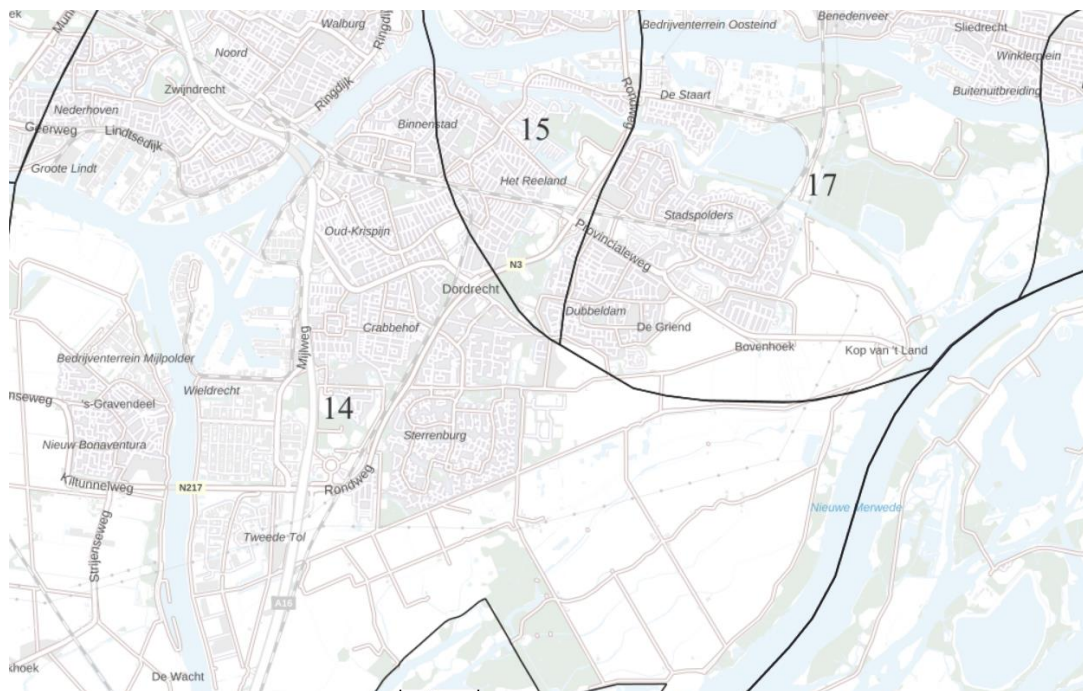 Walburg
Ringdijk
Bedrijventerrein Oosteind
Benedenveer
Sliedrecht
Noord
Winklerplein
Zwijndrecht
Ringdijk
Rondweg
De Staart
Buitenuitbreiding
Nederhoven
Geerweg
Lindtsedijk
Binnenstad
15
Groote Lindt
Het Reeland
17
Oud-Krispijn
Stadspolders
Provincialeweg
N3
Dordrecht
Crabbehof
Dubbeldam
De Griend
Mijlweg
Bovenhoek
Kop van 't Land
Bedrijventerrein Mijlpolder
Wieldrecht
enseweg
's-Gravendeel
14
Sterrenburg
Nieuw Bonaventura
Kiltunnelweg
N217
Rondweg
Nieuwe Merwede
Strijenseweg
Tweede Tol
A16
khoek
De Wacht